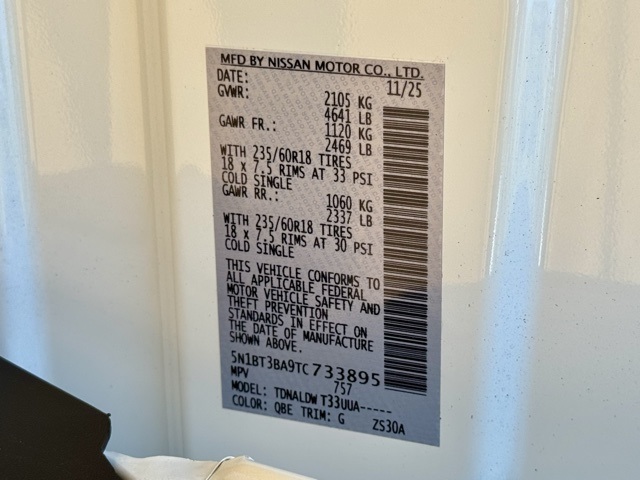 MFD BY NISSAN MOTOR CO., LTD.
DATE: 11/25
GVWR: 2105 KG
4641 LB
GAWR FR.: 1120 KG
2469 LB
WITH 235/60R18 TIRES
18 x 7.5 RIMS AT 33 PSI
COLD SINGLE
GAWR RR.: 1060 KG
2337 LB
WITH 235/60R18 TIRES
18 x 7.5 RIMS AT 30 PSI
COLD SINGLE
THIS VEHICLE CONFORMS TO
ALL APPLICABLE FEDERAL
MOTOR VEHICLE SAFETY AND
THEFT PREVENTION
STANDARDS IN EFFECT ON
THE DATE OF MANUFACTURE
SHOWN ABOVE.
5N1BT3BA9TC733895
MPV 757
MODEL: TDNALDW T33UUA-----
COLOR: QBE TRIM: G ZS30A